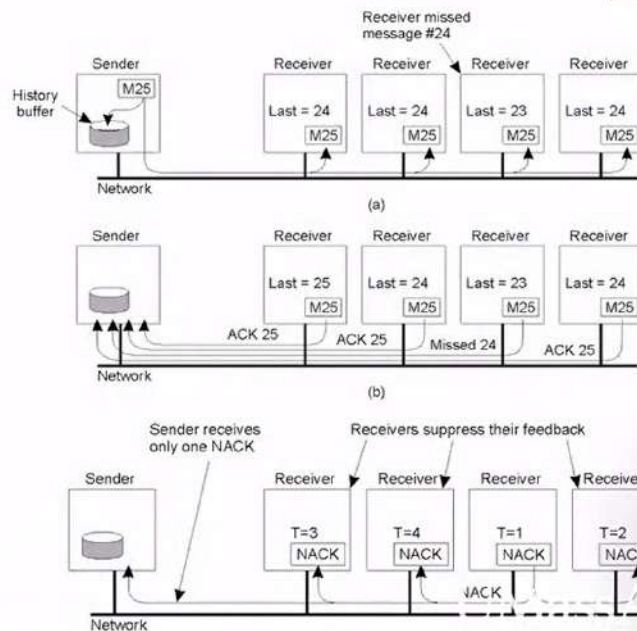 Receiver missed
message #24
Sender
Receiver
Receiver
Receiver
Receiver
M25
History
buffer
Last = 24
Last = 24
Last = 23
Last = 24
M25
M25
M25
M25
Network
(a)
Sender
Receiver
Receiver
Receiver
Receiver
Last = 25
Last = 24
Last = 23
Last = 24
M25
M25
M25
M25
ACK 25
ACK 25
Missed 24
ACK 25
Network
(b)
Sender receives
only one NACK
Receivers suppress their feedback
Sender
Receiver
Receiver
Receiver
Receive
T=3
T=4
T=1
T=2
NACK
NACK
NACK
NAC
NACK
Network